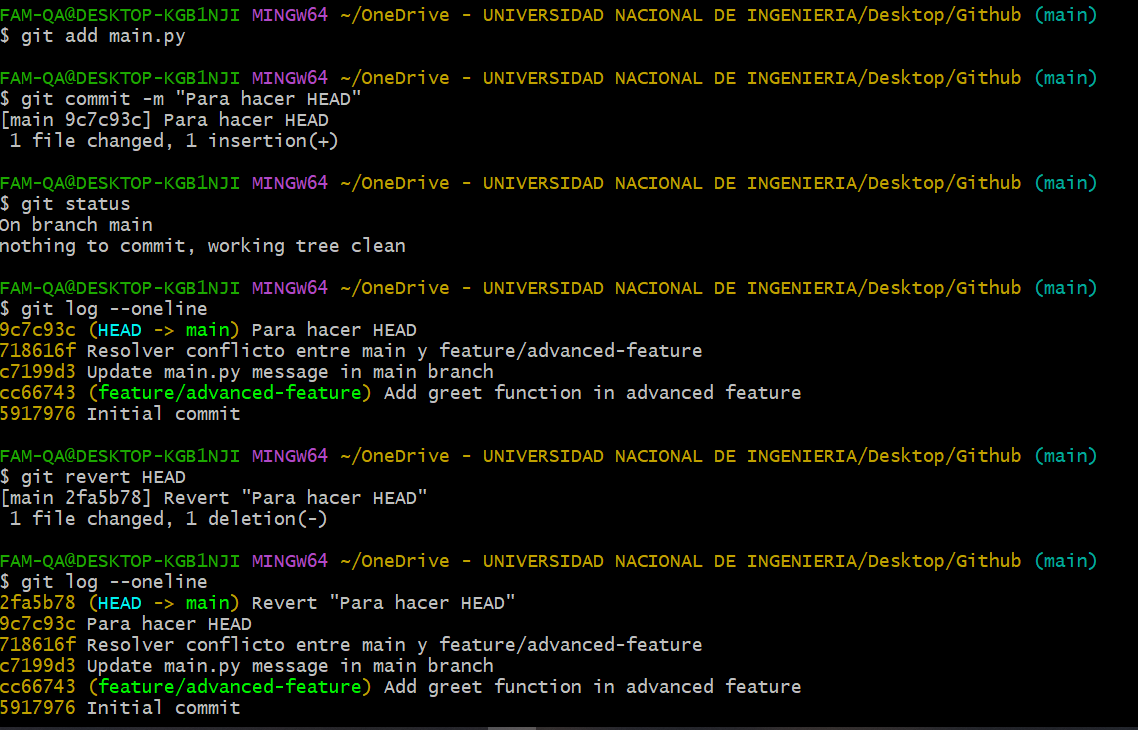 FAM-QA@DESKTOP-KGB1NJI MINGW64 ~/OneDrive - UNIVERSIDAD NACIONAL DE INGENIERIA/Desktop/Github (main)
$ git add main.py
FAM-QA@DESKTOP-KGB1NJI MINGW64 ~/OneDrive - UNIVERSIDAD NACIONAL DE INGENIERIA/Desktop/Github (main)
$ git commit -m "Para hacer HEAD"
[main 9c7c93c] Para hacer HEAD
 1 file changed, 1 insertion(+)
FAM-QA@DESKTOP-KGB1NJI MINGW64 ~/OneDrive - UNIVERSIDAD NACIONAL DE INGENIERIA/Desktop/Github (main)
$ git status
On branch main
nothing to commit, working tree clean
FAM-QA@DESKTOP-KGB1NJI MINGW64 ~/OneDrive - UNIVERSIDAD NACIONAL DE INGENIERIA/Desktop/Github (main)
$ git log --oneline
9c7c93c (HEAD -> main) Para hacer HEAD
718616f Resolver conflicto entre main y feature/advanced-feature
c7199d3 Update main.py message in main branch
cc66743 (feature/advanced-feature) Add greet function in advanced feature
5917976 Initial commit
FAM-QA@DESKTOP-KGB1NJI MINGW64 ~/OneDrive - UNIVERSIDAD NACIONAL DE INGENIERIA/Desktop/Github (main)
$ git revert HEAD
[main 2fa5b78] Revert "Para hacer HEAD"
 1 file changed, 1 deletion(-)
FAM-QA@DESKTOP-KGB1NJI MINGW64 ~/OneDrive - UNIVERSIDAD NACIONAL DE INGENIERIA/Desktop/Github (main)
$ git log --oneline
2fa5b78 (HEAD -> main) Revert "Para hacer HEAD"
9c7c93c Para hacer HEAD
718616f Resolver conflicto entre main y feature/advanced-feature
c7199d3 Update main.py message in main branch
cc66743 (feature/advanced-feature) Add greet function in advanced feature
5917976 Initial commit